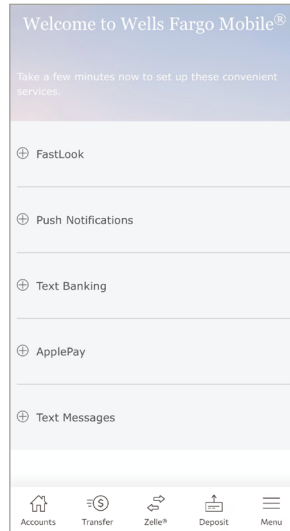 Welcome to Wells Fargo Mobile®
Take a few minutes now to set up these convenient
services.
FastLook
Push Notifications
Text Banking
ApplePay
Text Messages
Accounts
Transfer
Zelle®
Deposit
Menu